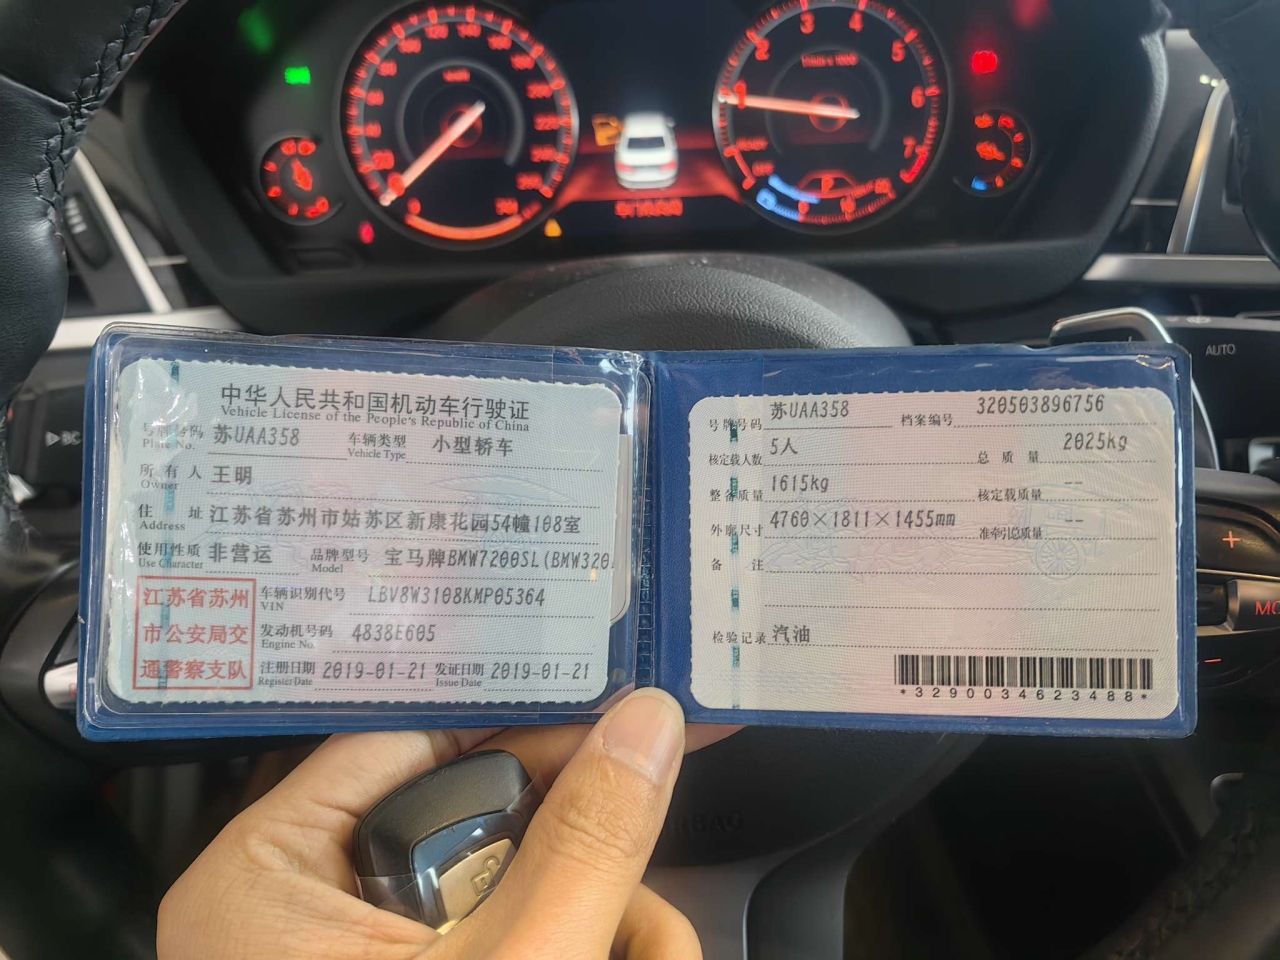 AUTO
中华人民共和国机动车行驶证
Vehicle License of the People's Republic of China
号牌号码 苏UAA358 车辆类型 小型轿车
Plate No. Vehicle Type
所有人 王明
Owner
住址 江苏省苏州市姑苏区新康花园54幢108室
Address
使用性质 非营运 品牌型号 宝马牌BMW7200SL(BMW320
Use Character Model
江苏省苏州
市公安局交
通警察支队
车辆识别代号 LBV8W3108KMP05364
VIN
发动机号码 4838E605
Engine No.
注册日期 2019-01-21 发证日期 2019-01-21
Register Date Issue Date
号牌号码 苏UAA358 档案编号 320503896756
核定载人数 5人 总质量 2025kg
整备质量 1615kg 核定载质量 --
外廓尺寸 4760×1811×1455mm 准牵引总质量 --
备注
检验记录 汽油
*3290034623488*